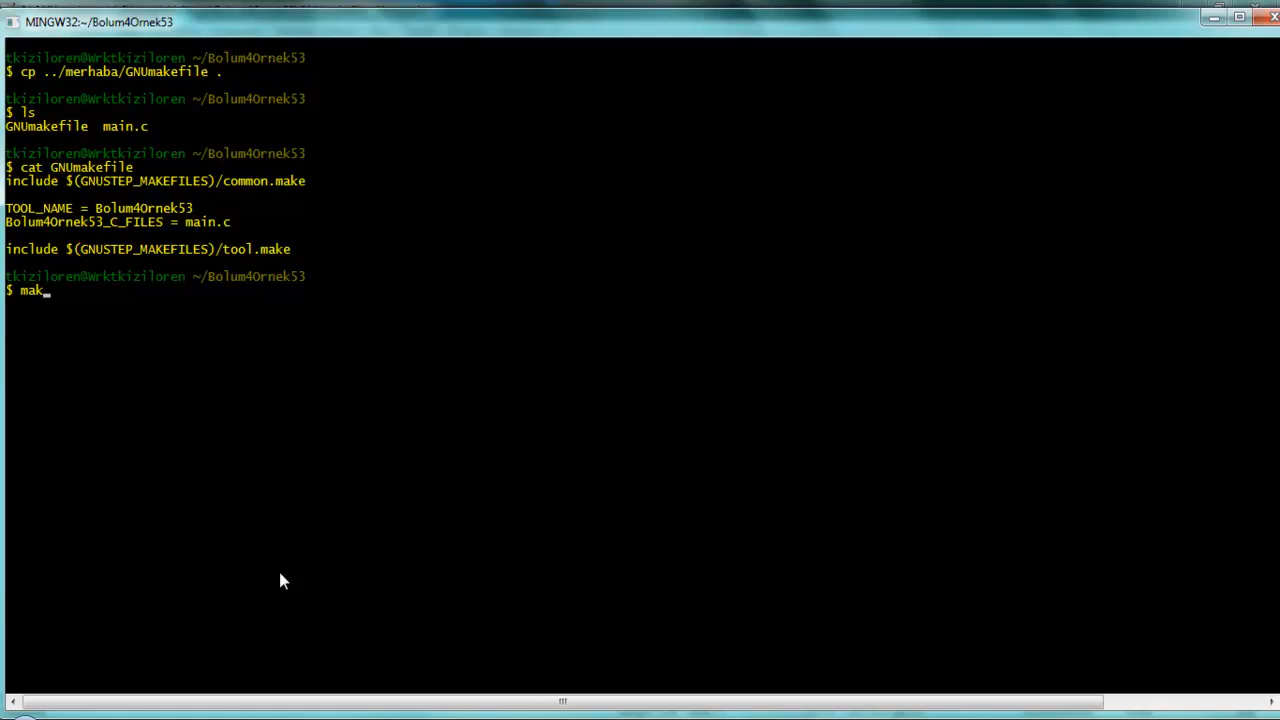 MINGW32:~/Bolum4Ornek53
tkiziloren@Wrktkiziloren ~/Bolum4Ornek53
$ cp ../merhaba/GNUmakefile .
tkiziloren@Wrktkiziloren ~/Bolum4Ornek53
$ ls
GNUmakefile  main.c
tkiziloren@Wrktkiziloren ~/Bolum4Ornek53
$ cat GNUmakefile
include $(GNUSTEP_MAKEFILES)/common.make
TOOL_NAME = Bolum4Ornek53
Bolum4Ornek53_C_FILES = main.c
include $(GNUSTEP_MAKEFILES)/tool.make
tkiziloren@Wrktkiziloren ~/Bolum4Ornek53
$ mak